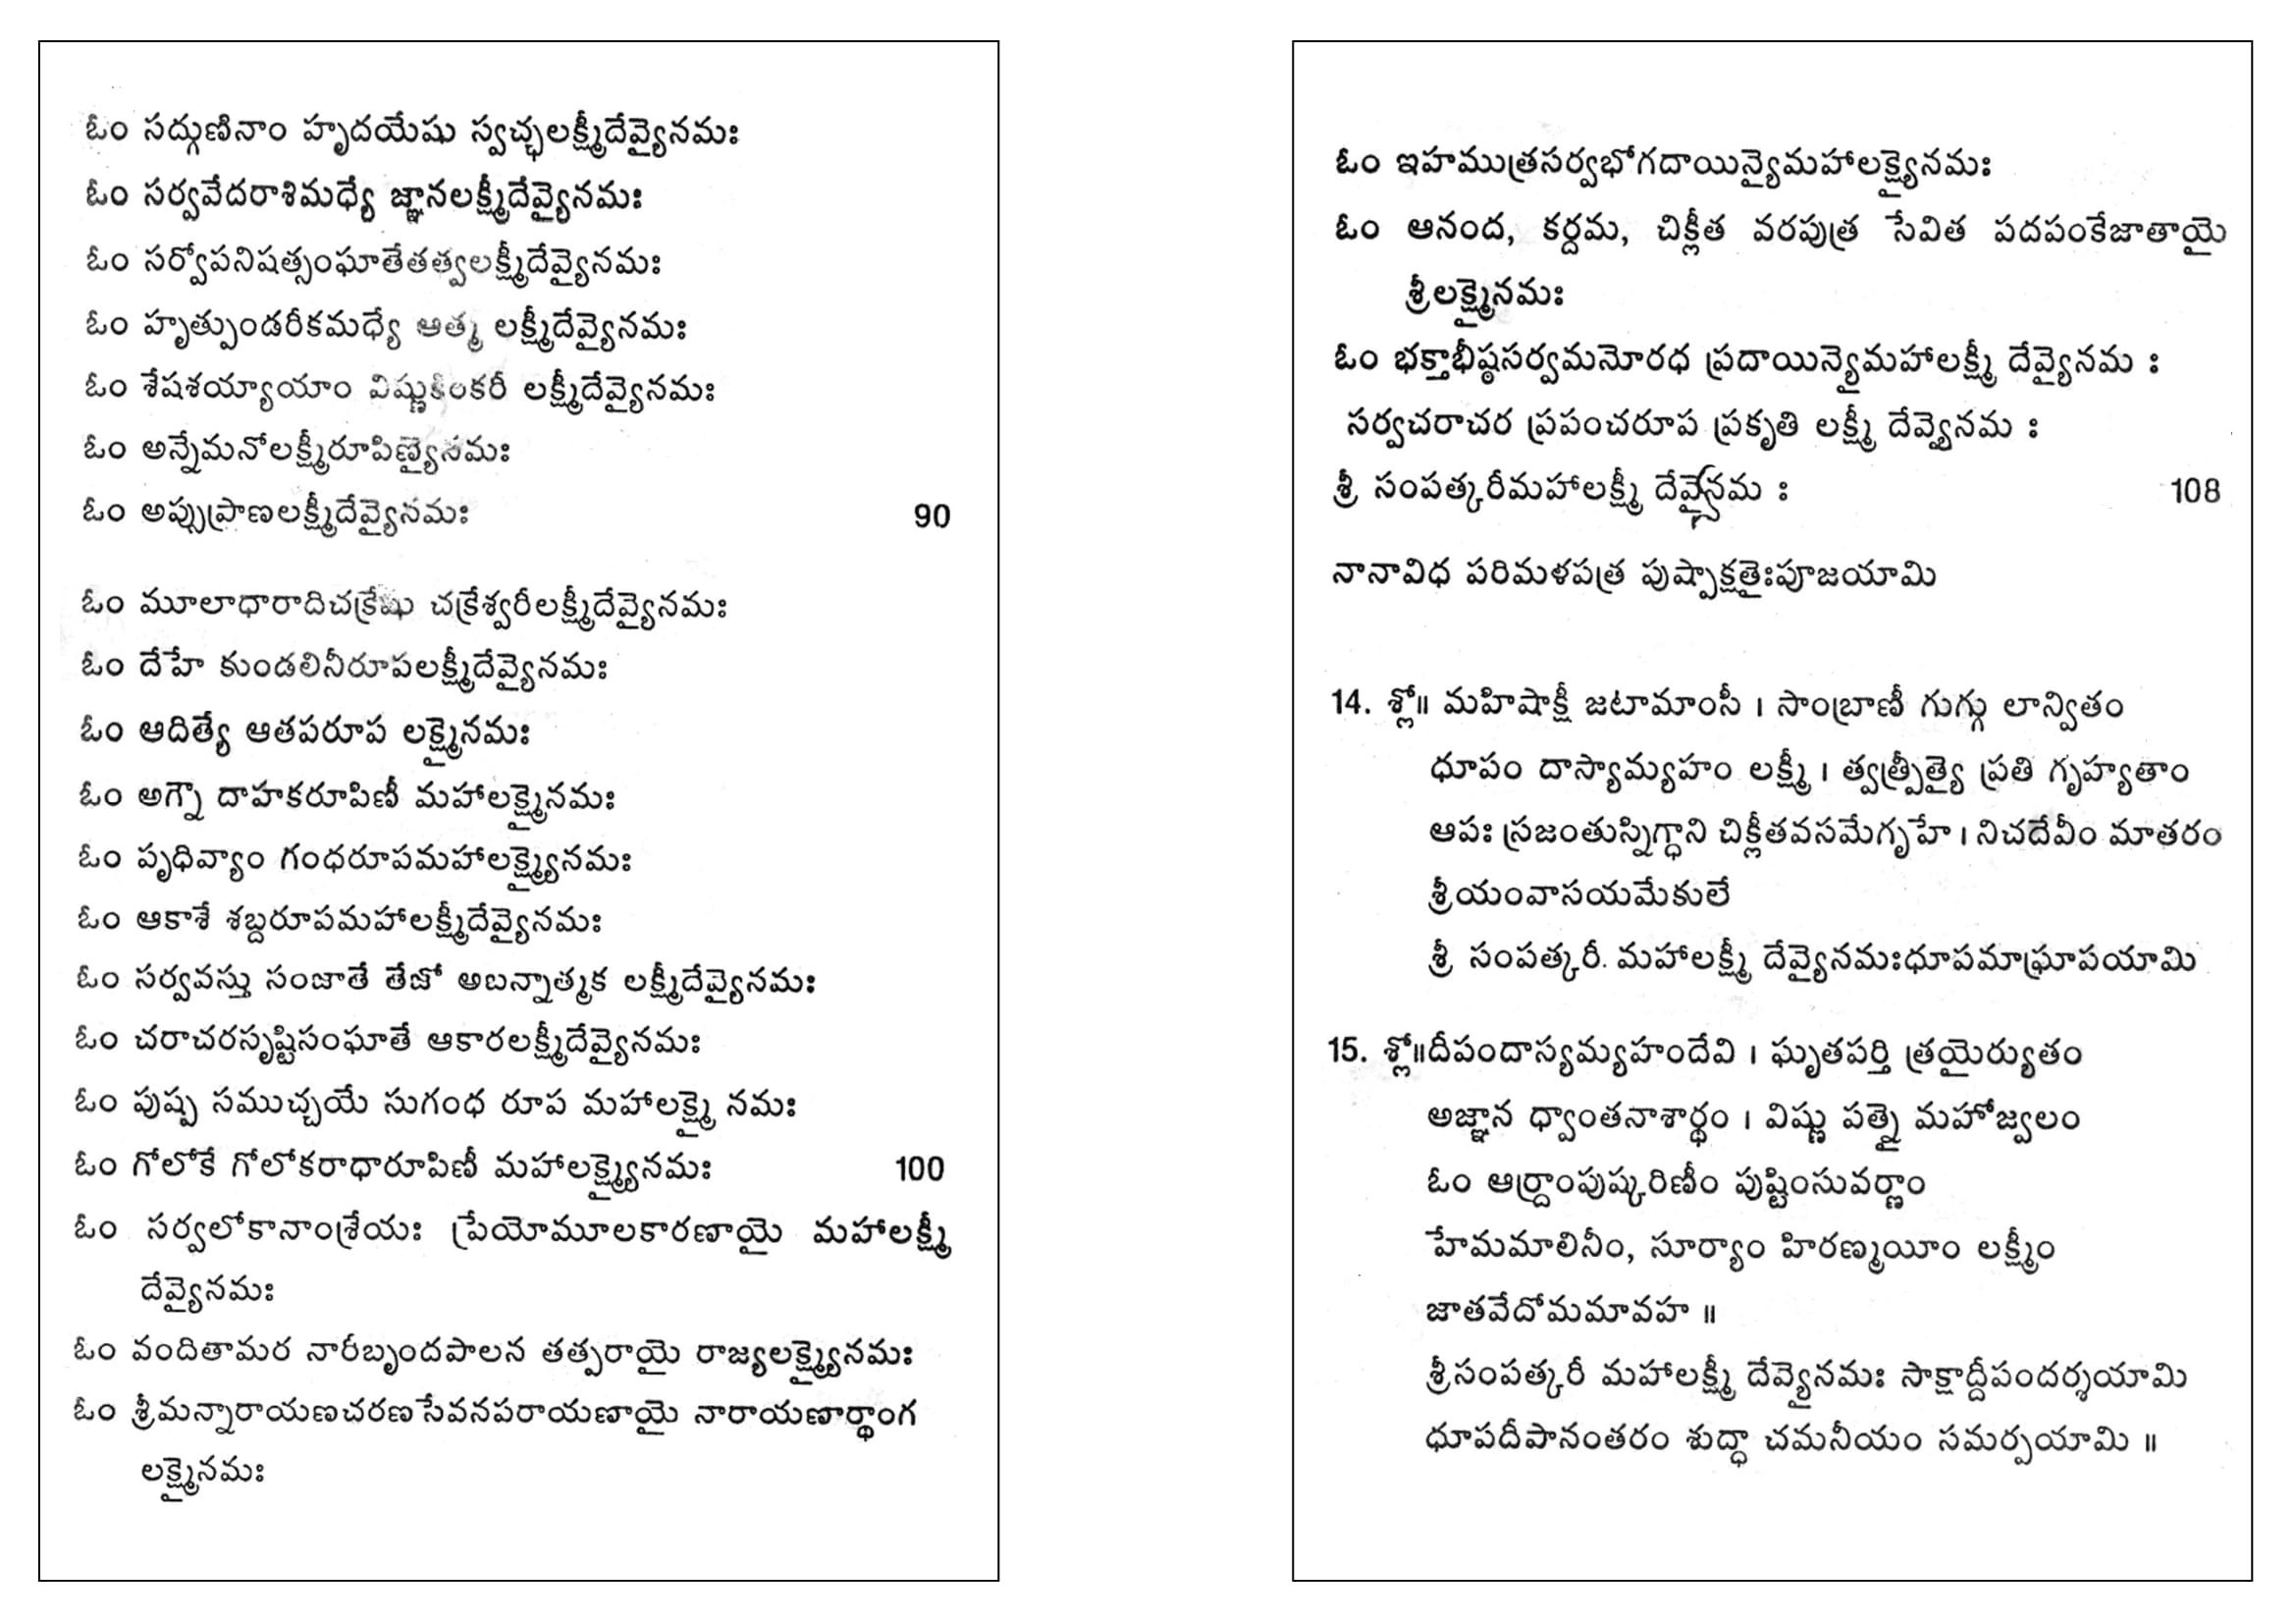 ఓం సద్గుణినాం హృదయేషు స్వచ్ఛలక్ష్మీదేవ్యైనమః
ఓం సర్వవేదరాశిమధ్యే జ్ఞానలక్ష్మీదేవ్యైనమః
ఓం సర్వోపనిషత్సంఘాతేతత్వలక్ష్మీదేవ్యైనమః
ఓం హృత్పుండరీకమధ్యే ఆత్మ లక్ష్మీదేవ్యైనమః
ఓం శేషశయ్యాయాం విష్ణుకింకరీ లక్ష్మీదేవ్యైనమః
ఓం అన్నేమనోలక్ష్మీరూపిణ్యైనమః
ఓం అప్సుప్రాణలక్ష్మీదేవ్యైనమః 90
ఓం మూలాధారాదిచక్రేషు చక్రేశ్వరీలక్ష్మీదేవ్యైనమః
ఓం దేహే కుండలినీరూపలక్ష్మీదేవ్యైనమః
ఓం ఆదిత్యే ఆతపరూప లక్ష్మైనమః
ఓం అగ్నౌ దాహకరూపిణీ మహాలక్ష్మైనమః
ఓం పృధివ్యాం గంధరూపమహాలక్ష్మ్యైనమః
ఓం ఆకాశే శబ్దరూపమహాలక్ష్మీదేవ్యైనమః
ఓం సర్వవస్తు సంజాతే తేజో అబన్నాత్మక లక్ష్మీదేవ్యైనమః
ఓం చరాచరసృష్టిసంఘాతే ఆకారలక్ష్మీదేవ్యైనమః
ఓం పుష్ప సముచ్చయే సుగంధ రూప మహాలక్ష్మై నమః
ఓం గోలోకే గోలోకరాధారూపిణీ మహాలక్ష్మ్యైనమః 100
ఓం సర్వలోకానాంశ్రేయః ప్రేయోమూలకారణాయై మహాలక్ష్మీ
దేవ్యైనమః
ఓం వందితామర నారీబృందపాలన తత్పరాయై రాజ్యలక్ష్మ్యైనమః
ఓం శ్రీమన్నారాయణచరణసేవనపరాయణాయై నారాయణార్థాంగ
లక్ష్మైనమః
ఓం ఇహముత్రసర్వభోగదాయిన్యైమహాలక్ష్యైనమః
ఓం ఆనంద, కర్దమ, చిక్లీత వరపుత్ర సేవిత పదపంకేజాతాయై
శ్రీలక్ష్మైనమః
ఓం భక్తాభీష్ఠసర్వమనోరధ ప్రదాయిన్యైమహాలక్ష్మీ దేవ్యైనమ ః
సర్వచరాచర ప్రపంచరూప ప్రకృతి లక్ష్మీ దేవ్యైనమ ః
శ్రీ సంపత్కరీమహాలక్ష్మీ దేవ్యైనమ ః 108
నానావిధ పరిమళపత్ర పుష్పాక్షతైఃపూజయామి
14. శ్లో॥ మహిషాక్షీ జటామాంసీ । సాంబ్రాణీ గుగ్గు లాన్వితం
ధూపం దాస్యామ్యహం లక్ష్మీ । త్వత్ప్రీత్యై ప్రతి గృహ్యతాం
ఆపః స్రజంతుస్నిగ్ధాని చిక్లీతవసమేగృహే । నిచదేవీం మాతరం
శ్రీయంవాసయమేకులే
శ్రీ సంపత్కరీ. మహాలక్ష్మీ దేవ్యైనమఃధూపమాఘ్రాపయామి
15. శ్లో॥దీపందాస్యమ్యహందేవి । ఘృతపర్తి త్రయైర్యుతం
అజ్ఞాన ధ్వాంతనాశార్థం । విష్ణు పత్నై మహోజ్వలం
ఓం ఆర్ద్రాంపుష్కరిణీం పుష్టింసువర్ణాం
హేమమాలినీం, సూర్యాం హిరణ్మయీం లక్ష్మీం
జాతవేదోమమావహ ॥
శ్రీసంపత్కరీ మహాలక్ష్మీ దేవ్యైనమః సాక్షాద్దీపందర్శయామి
ధూపదీపానంతరం శుద్ధా చమనీయం సమర్పయామి ॥